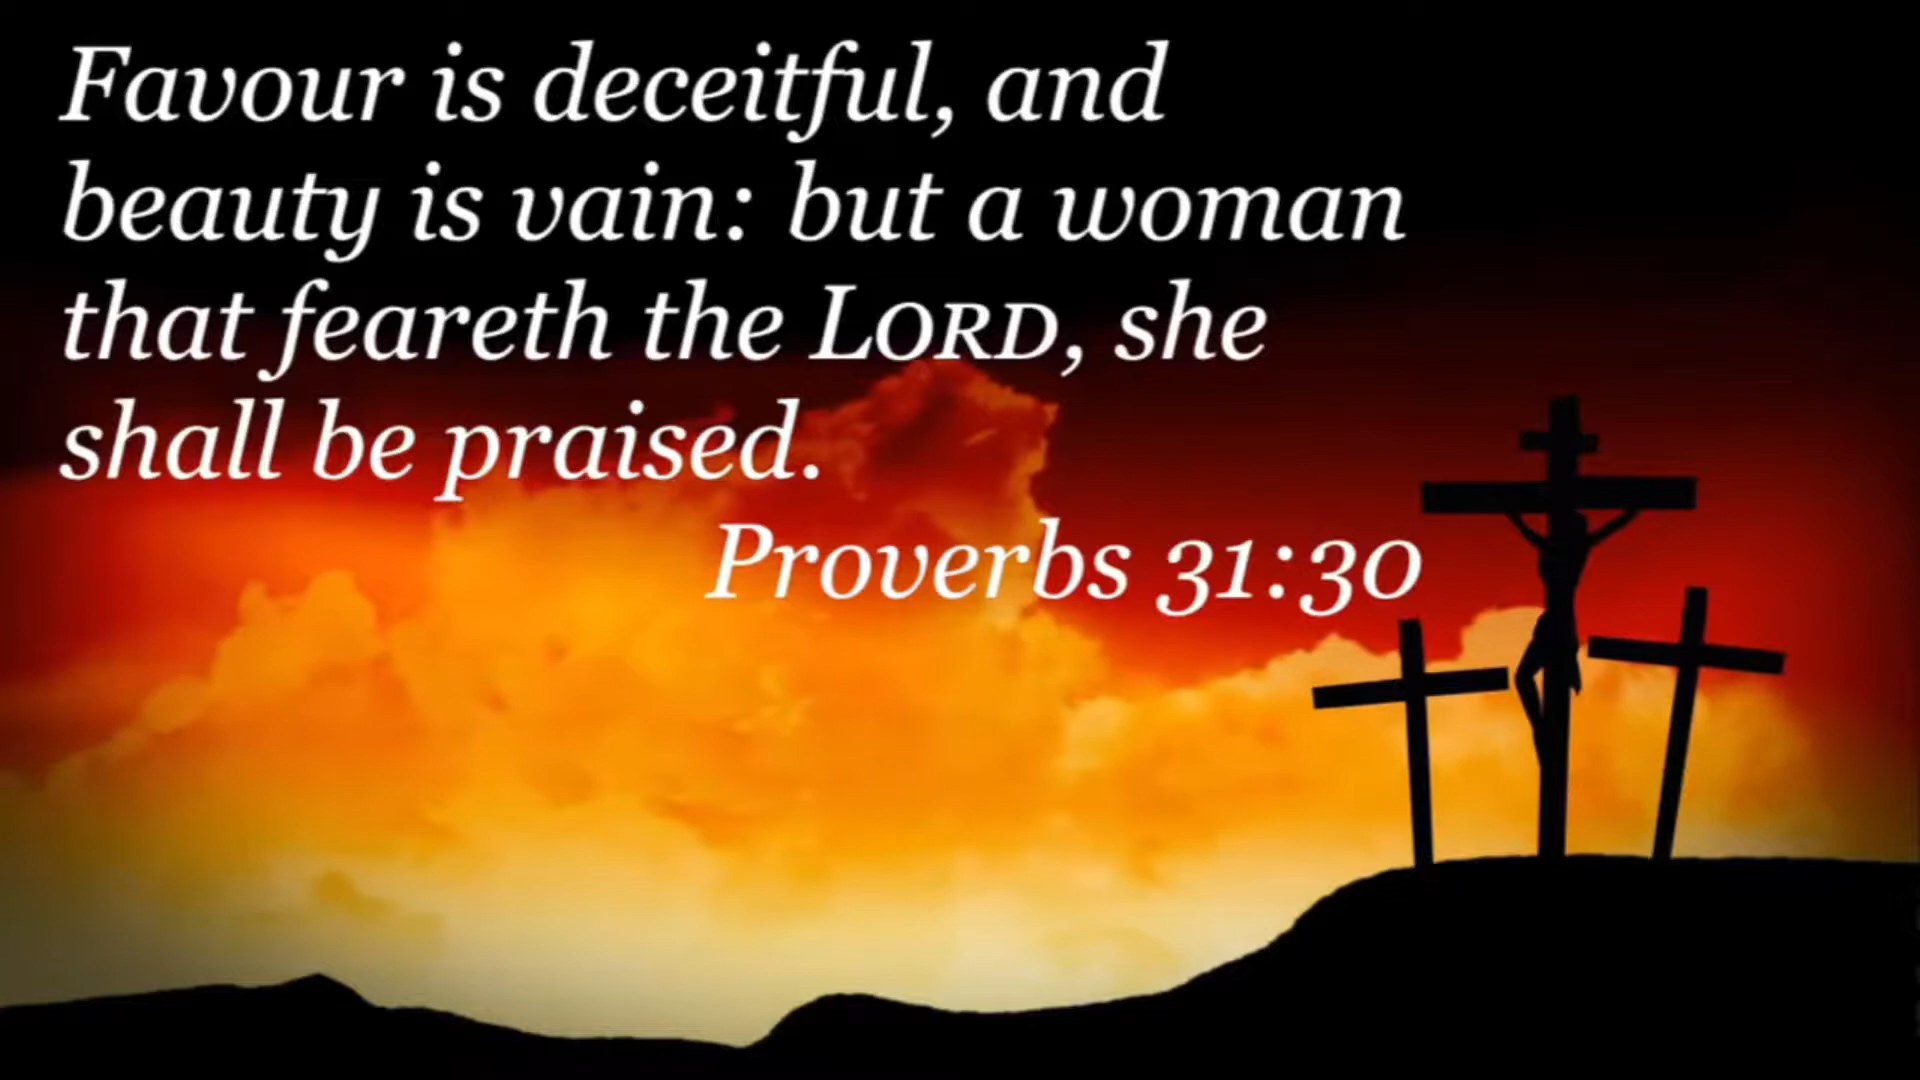 Favour is deceitful, and
beauty is vain: but a woman
that feareth the LORD, she
shall be praised.
Proverbs 31:30